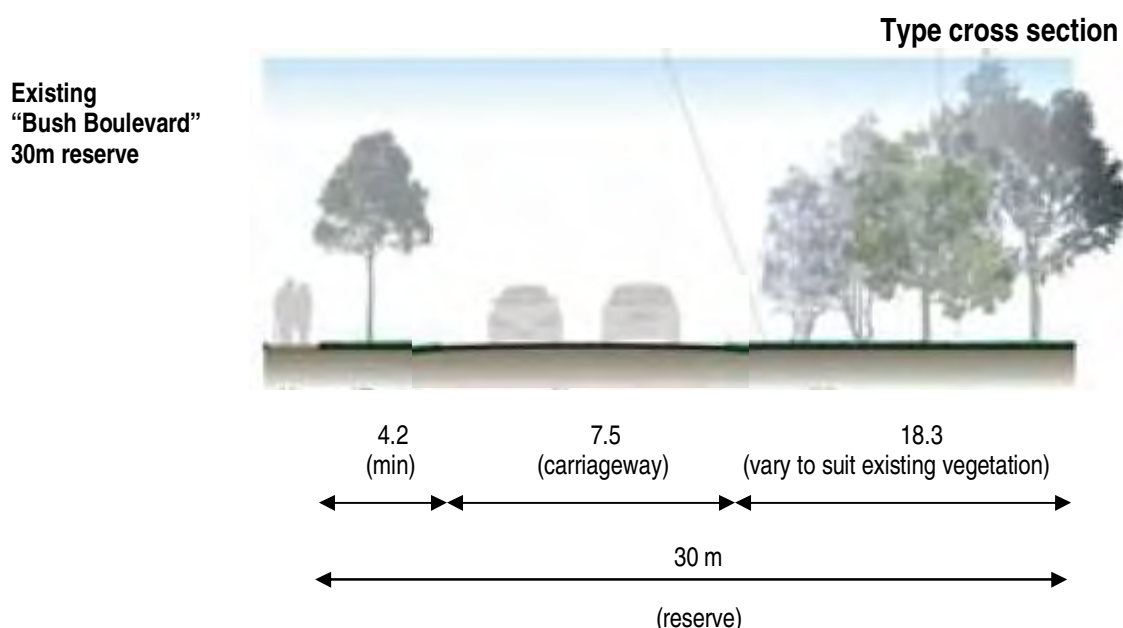 Type cross section
Existing
“Bush Boulevard”
30m reserve
4.2
(min)
7.5
(carriageway)
18.3
(vary to suit existing vegetation)
30 m
(reserve)